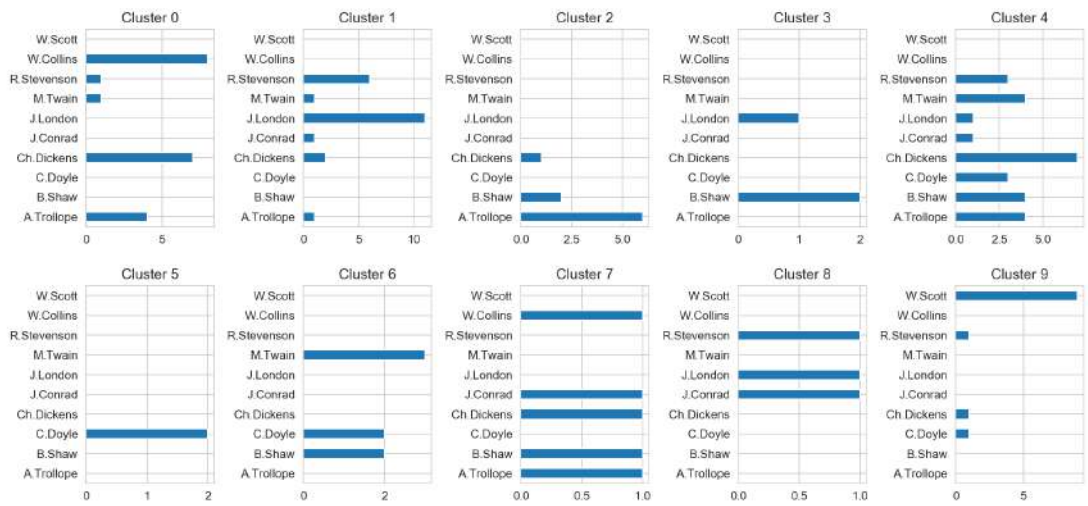 Cluster 0
W.Scott
W.Collins
R.Stevenson
M.Twain
J.London
J.Conrad
Ch.Dickens
C.Doyle
B.Shaw
A.Trollope
0 5
Cluster 1
W.Scott
W.Collins
R.Stevenson
M.Twain
J.London
J.Conrad
Ch.Dickens
C.Doyle
B.Shaw
A.Trollope
0 5 10
Cluster 2
W.Scott
W.Collins
R.Stevenson
M.Twain
J.London
J.Conrad
Ch.Dickens
C.Doyle
B.Shaw
A.Trollope
0.0 2.5 5.0
Cluster 3
W.Scott
W.Collins
R.Stevenson
M.Twain
J.London
J.Conrad
Ch.Dickens
C.Doyle
B.Shaw
A.Trollope
0 1 2
Cluster 4
W.Scott
W.Collins
R.Stevenson
M.Twain
J.London
J.Conrad
Ch.Dickens
C.Doyle
B.Shaw
A.Trollope
0.0 2.5 5.0
Cluster 5
W.Scott
W.Collins
R.Stevenson
M.Twain
J.London
J.Conrad
Ch.Dickens
C.Doyle
B.Shaw
A.Trollope
0 1 2
Cluster 6
W.Scott
W.Collins
R.Stevenson
M.Twain
J.London
J.Conrad
Ch.Dickens
C.Doyle
B.Shaw
A.Trollope
0 2
Cluster 7
W.Scott
W.Collins
R.Stevenson
M.Twain
J.London
J.Conrad
Ch.Dickens
C.Doyle
B.Shaw
A.Trollope
0.0 0.5 1.0
Cluster 8
W.Scott
W.Collins
R.Stevenson
M.Twain
J.London
J.Conrad
Ch.Dickens
C.Doyle
B.Shaw
A.Trollope
0.0 0.5 1.0
Cluster 9
W.Scott
W.Collins
R.Stevenson
M.Twain
J.London
J.Conrad
Ch.Dickens
C.Doyle
B.Shaw
A.Trollope
0 5